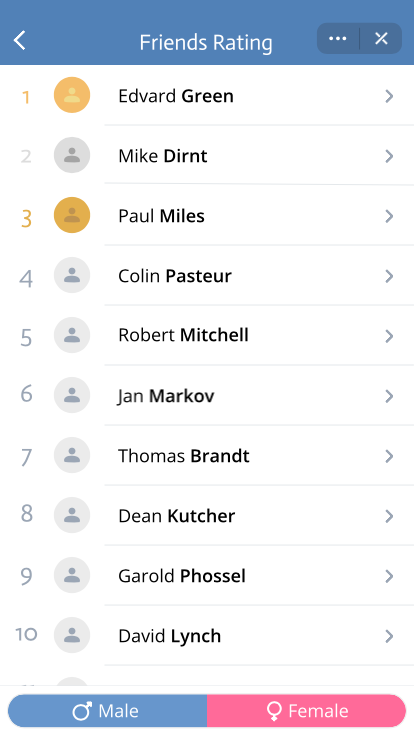 Friends Rating
1 Edvard Green
2 Mike Dirnt
3 Paul Miles
4 Colin Pasteur
5 Robert Mitchell
6 Jan Markov
7 Thomas Brandt
8 Dean Kutcher
9 Garold Phossel
10 David Lynch
Male Female